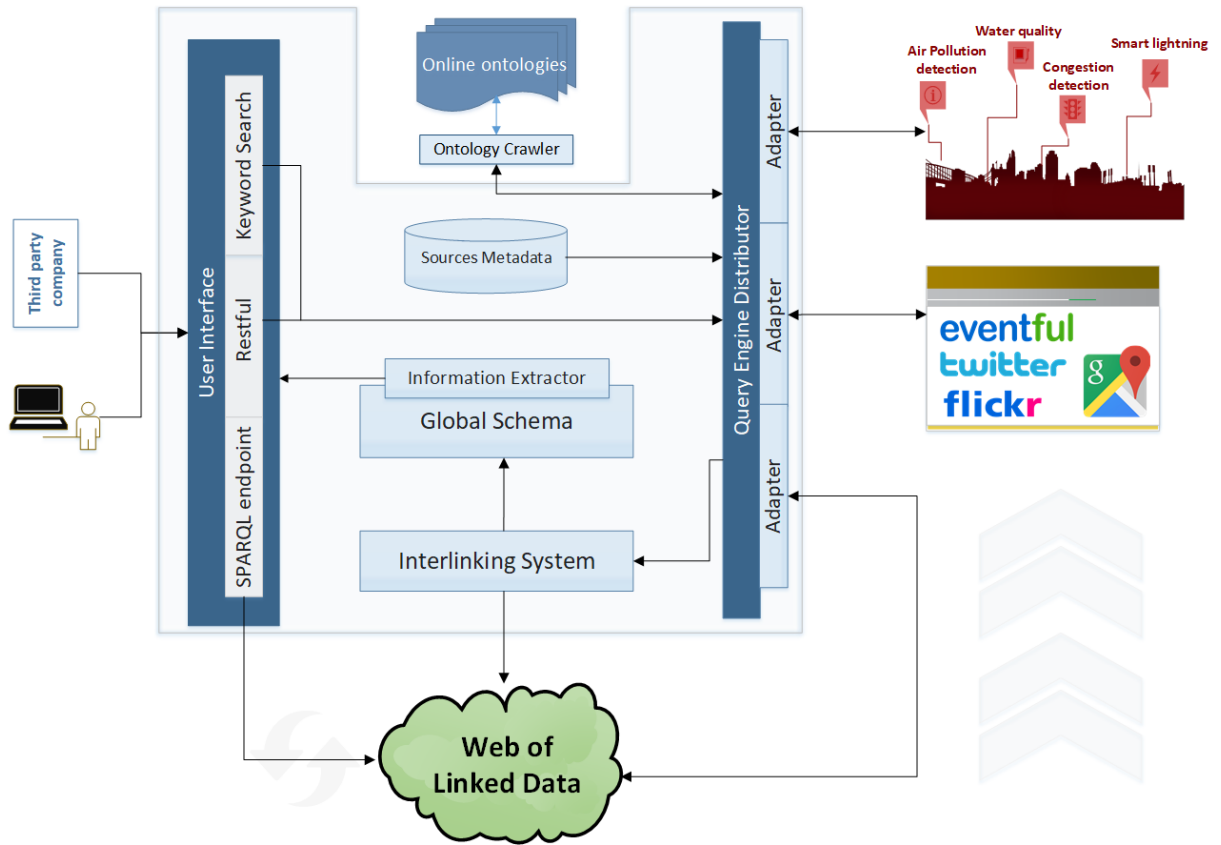 Online ontologies
Ontology Crawler
Sources Metadata
Information Extractor
Global Schema
Interlinking System
Web of
Linked Data
Third party
company
User Interface
Keyword Search
Restful
SPARQL endpoint
Query Engine Distributor
Adapter
Adapter
Adapter
Air Pollution
detection
Water quality
Congestion
detection
Smart lightning
eventful
twitter
flickr
g